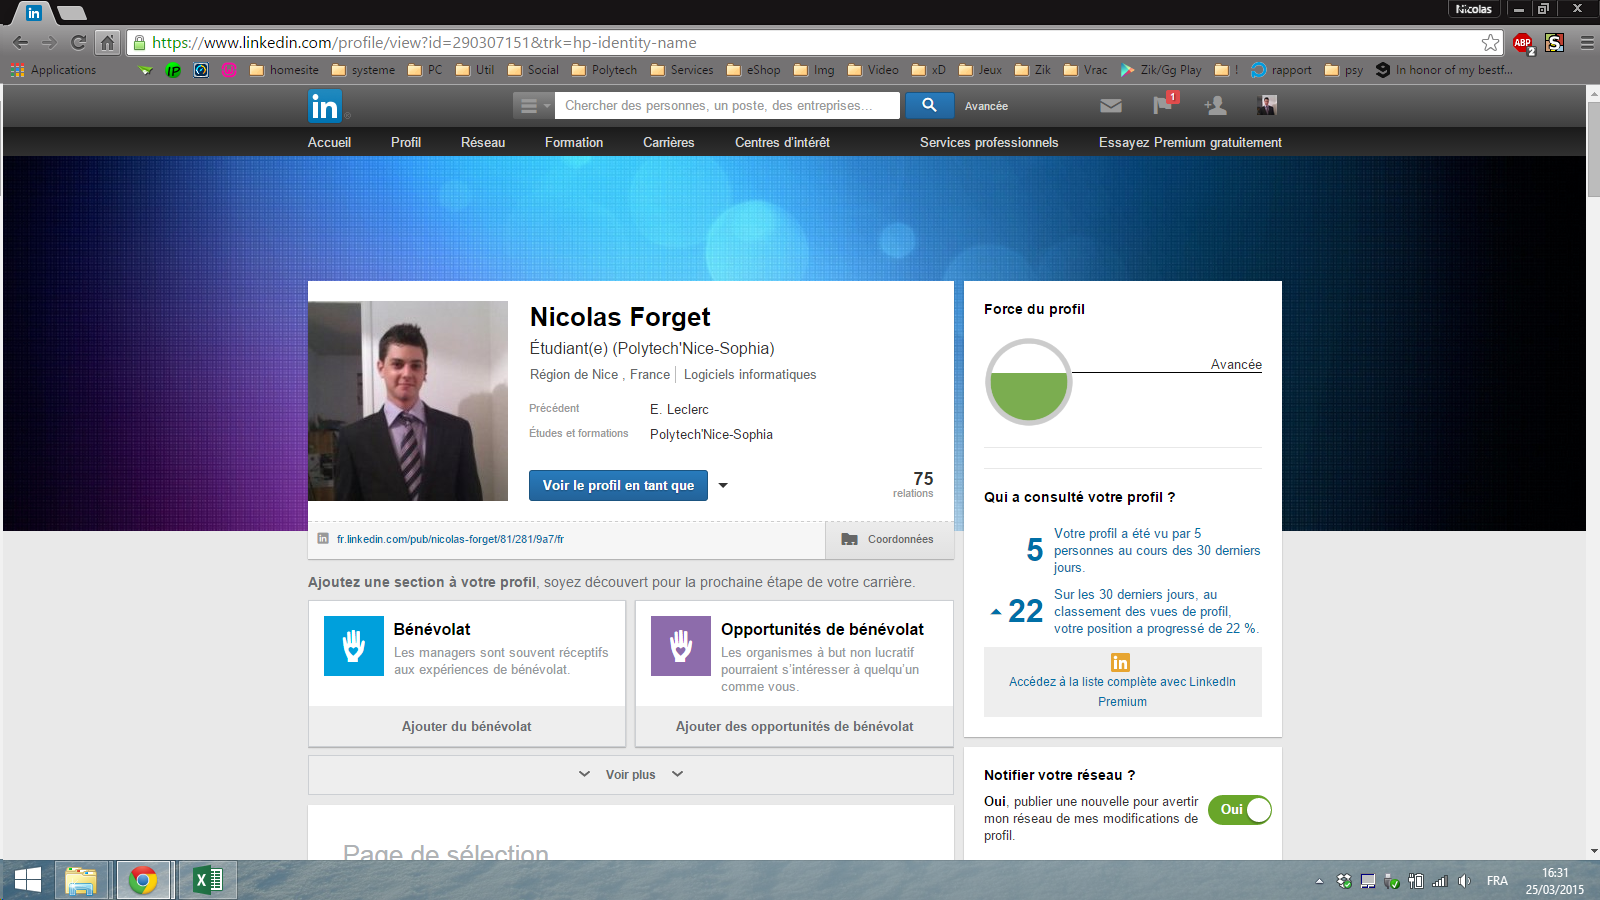 in
Nicolas
https://www.linkedin.com/profile/view?id=290307151&trk=hp-identity-name
ABP
2
S
Applications
homesite
systeme
PC
Util
Social
Polytech
Services
eShop
Img
Video
xD
Jeux
Zik
Vrac
Zik/Gg Play
!
rapport
psy
In honor of my bestf...
in
Chercher des personnes, un poste, des entreprises...
Avancée
1
Accueil
Profil
Réseau
Formation
Carrières
Centres d'intérêt
Services professionnels
Essayez Premium gratuitement
Nicolas Forget
Étudiant(e) (Polytech'Nice-Sophia)
Région de Nice , France
Logiciels informatiques
Précédent
E. Leclerc
Études et formations
Polytech'Nice-Sophia
Voir le profil en tant que
75
relations
in
fr.linkedin.com/pub/nicolas-forget/81/281/9a7/fr
Coordonnées
Ajoutez une section à votre profil, soyez découvert pour la prochaine étape de votre carrière.
Bénévolat
Les managers sont souvent réceptifs
aux expériences de bénévolat.
Ajouter du bénévolat
Opportunités de bénévolat
Les organismes à but non lucratif
pourraient s'intéresser à quelqu'un
comme vous.
Ajouter des opportunités de bénévolat
Voir plus
Page de sélection
Force du profil
Avancée
Qui a consulté votre profil ?
5
Votre profil a été vu par 5
personnes au cours des 30 derniers
jours.
22
Sur les 30 derniers jours, au
classement des vues de profil,
votre position a progressé de 22 %.
in
Accédez à la liste complète avec LinkedIn
Premium
Notifier votre réseau ?
Oui, publier une nouvelle pour avertir
mon réseau de mes modifications de
profil.
Oui
FRA
16:31
25/03/2015